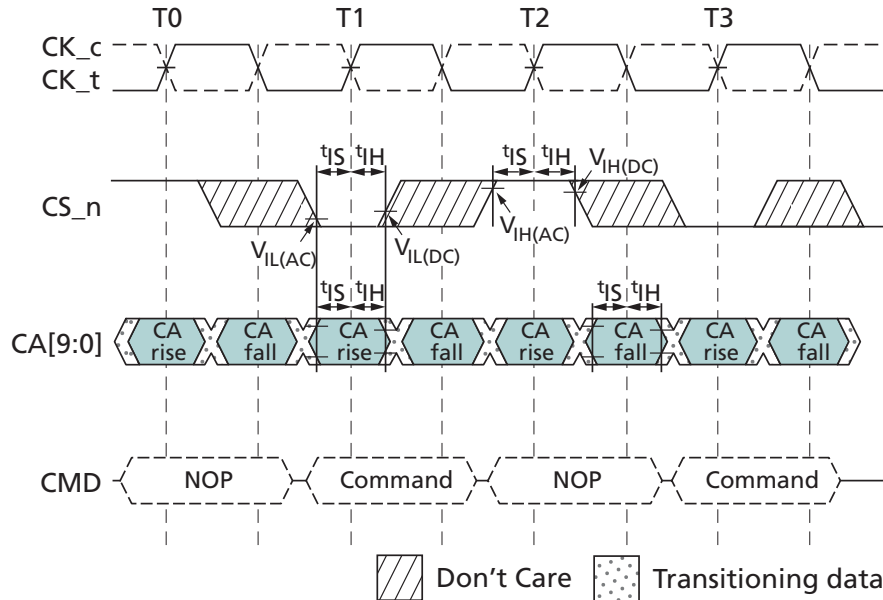 T0 T1 T2 T3
CK_c
CK_t
tIS tIH tIS tIH VIH(DC)
CS_n
VIL(AC) VIL(DC) VIH(AC)
tIS tIH tIS tIH
CA[9:0] CA rise CA fall CA rise CA fall CA rise CA fall CA rise CA fall
CMD NOP Command NOP Command
Don't Care Transitioning data